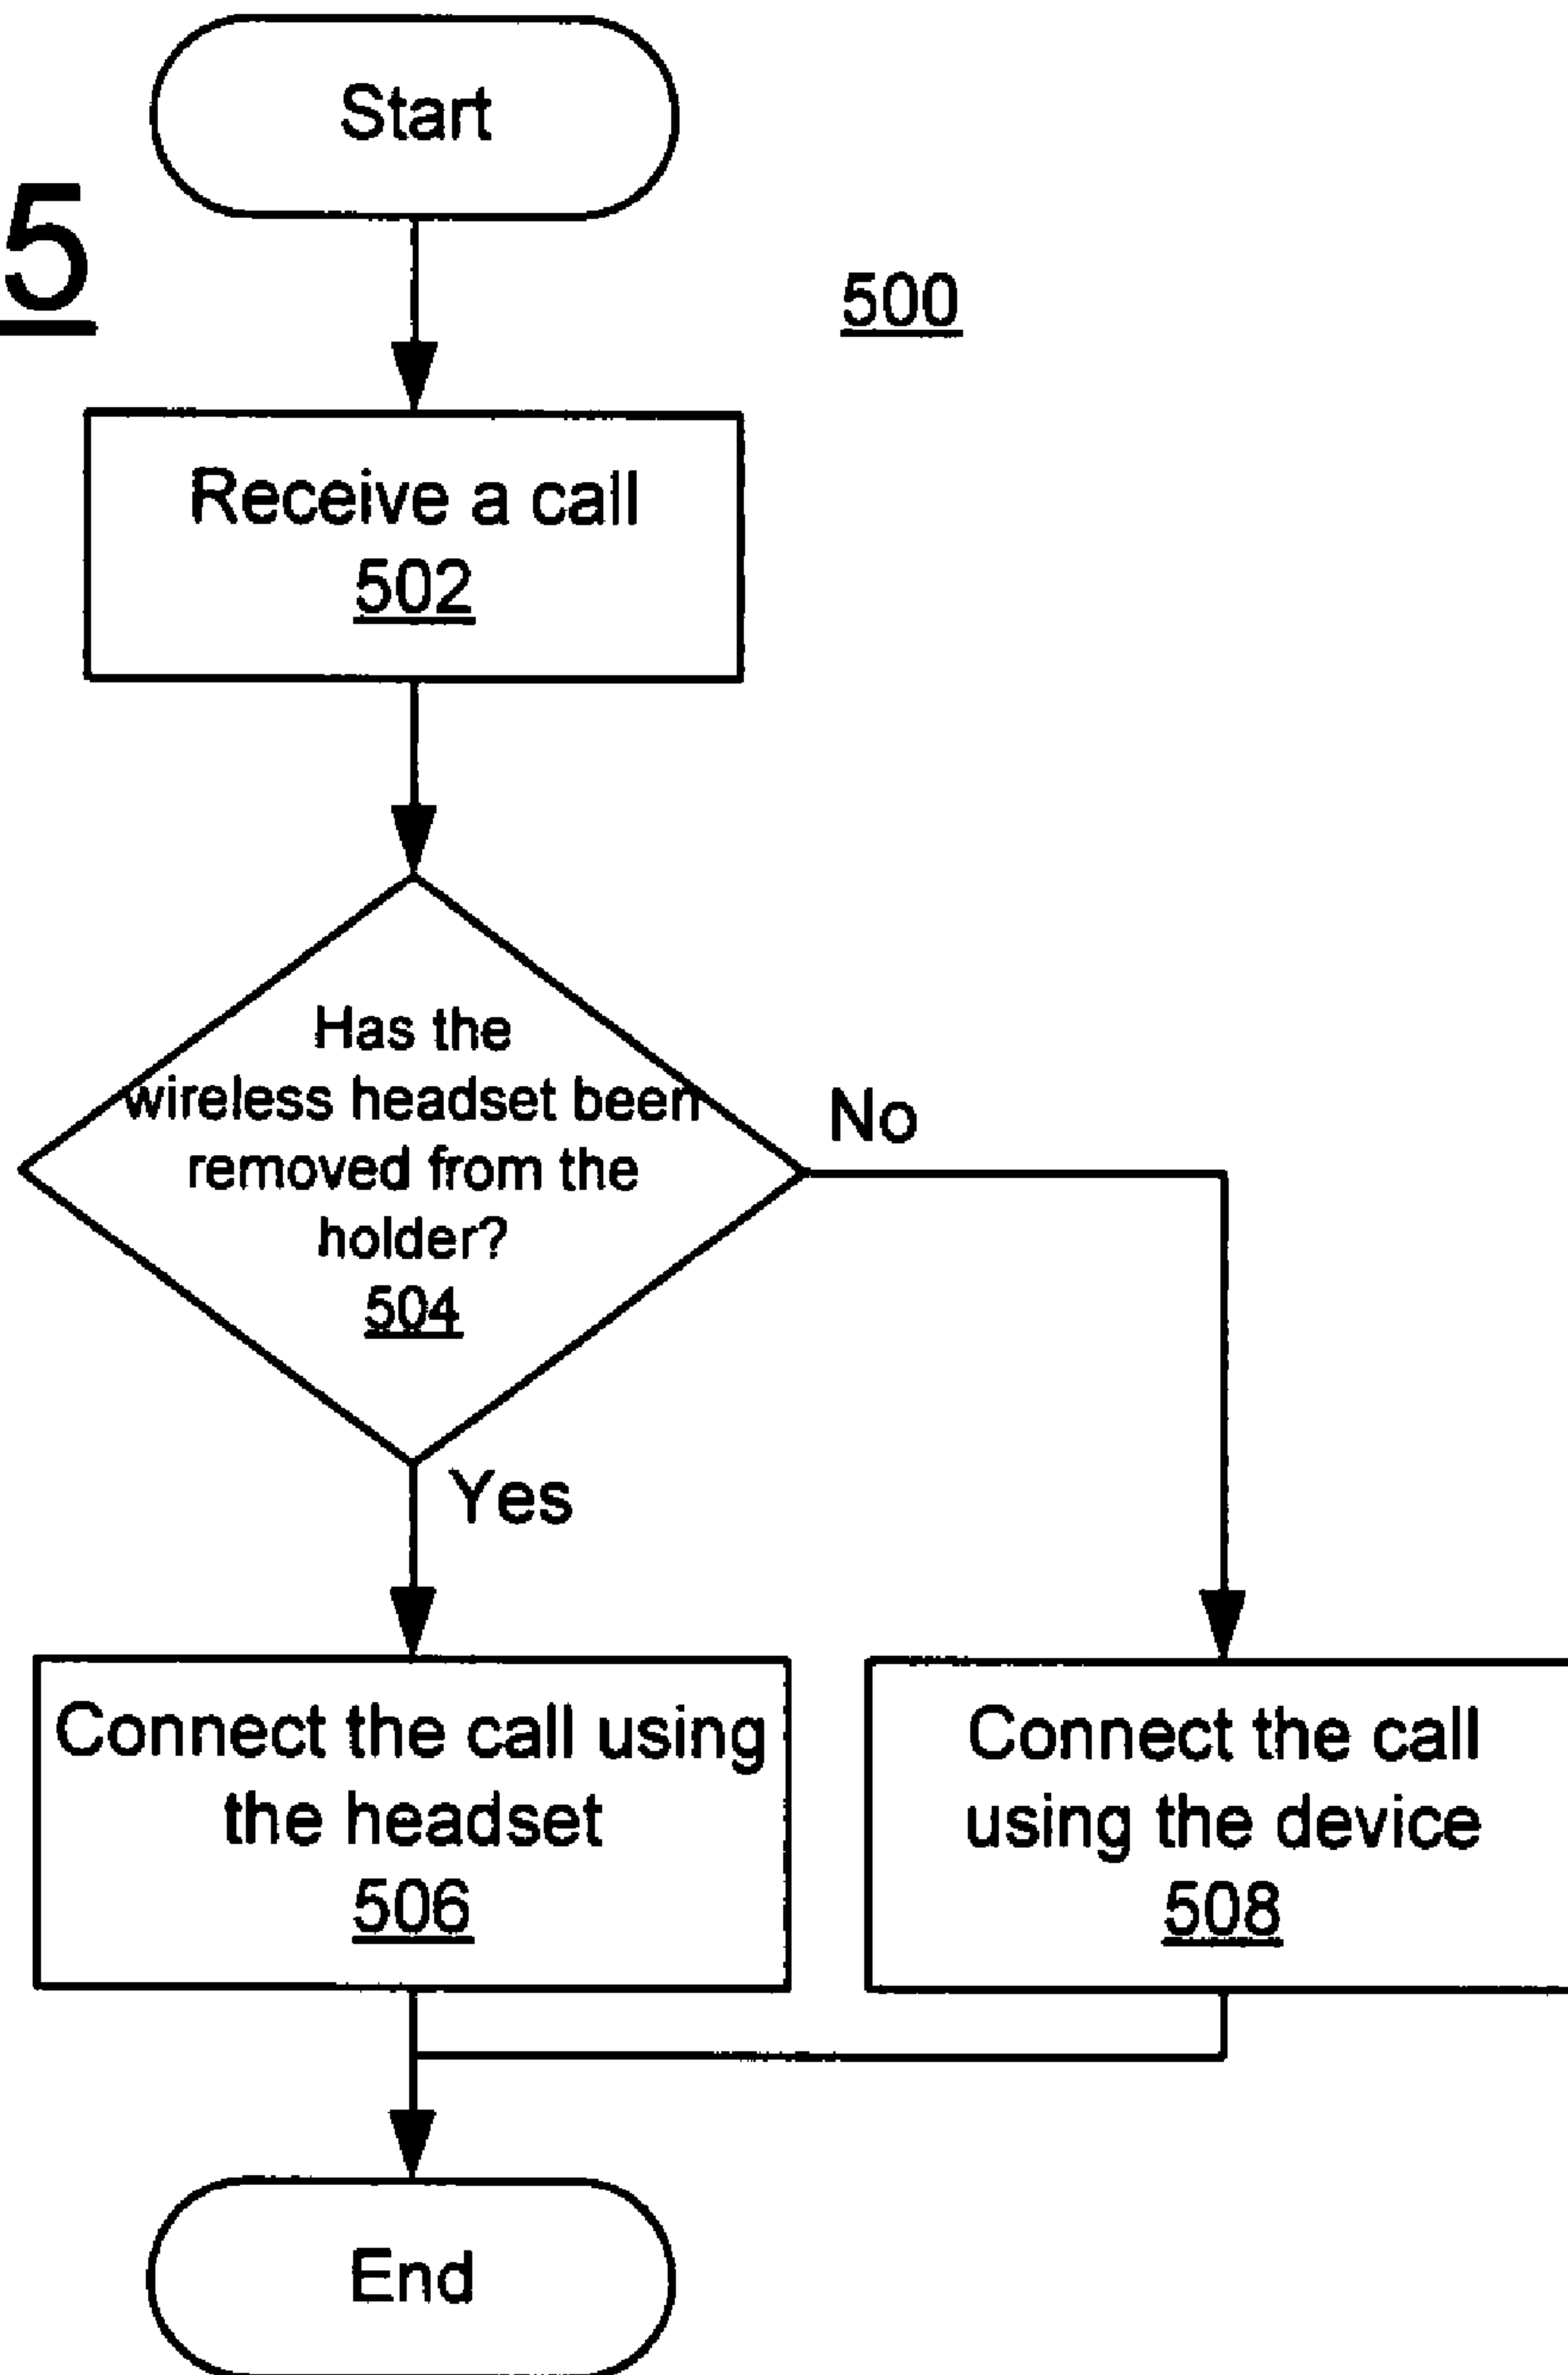 Start
5
500
Receive a call
502
Has the
wireless headset been
removed from the
holder?
504
No
Yes
Connect the call using
the headset
506
Connect the call
using the device
508
End